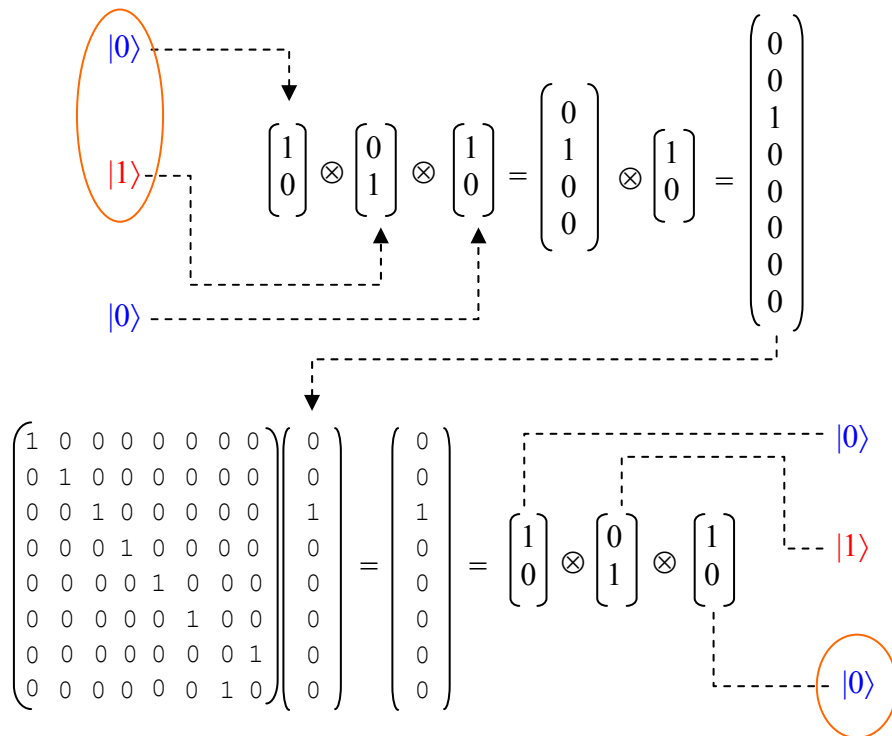 |0⟩
|1⟩
|0⟩
[1 0] ⊗ [0 1] ⊗ [1 0] = (0 1 0 0) ⊗ [1 0] = (0 0 1 0 0 0 0 0)
1 0 0 0 0 0 0 0
0 1 0 0 0 0 0 0
0 0 1 0 0 0 0 0
0 0 0 1 0 0 0 0
0 0 0 0 1 0 0 0
0 0 0 0 0 1 0 0
0 0 0 0 0 0 0 1
0 0 0 0 0 0 1 0
(0 0 1 0 0 0 0 0) = (0 0 1 0 0 0 0 0) = [1 0] ⊗ [0 1] ⊗ [1 0]
|0⟩
|1⟩
|0⟩